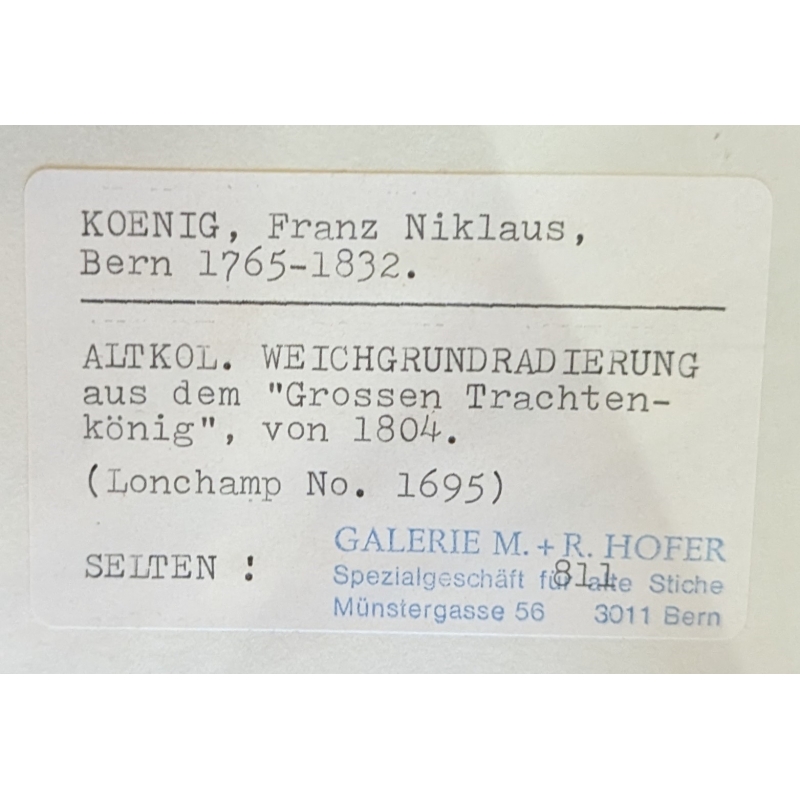 KOENIG, Franz Niklaus,
Bern 1765-1832.
ALTKOL. WEICHGRUNDRADIERUNG
aus dem "Grossen Trachten-
könig", von 1804.
(Lonchamp No. 1695)
SELTEN :
811
GALERIE M. + R. HOFER
Spezialgeschäft für alte Stiche
Münstergasse 56 3011 Bern